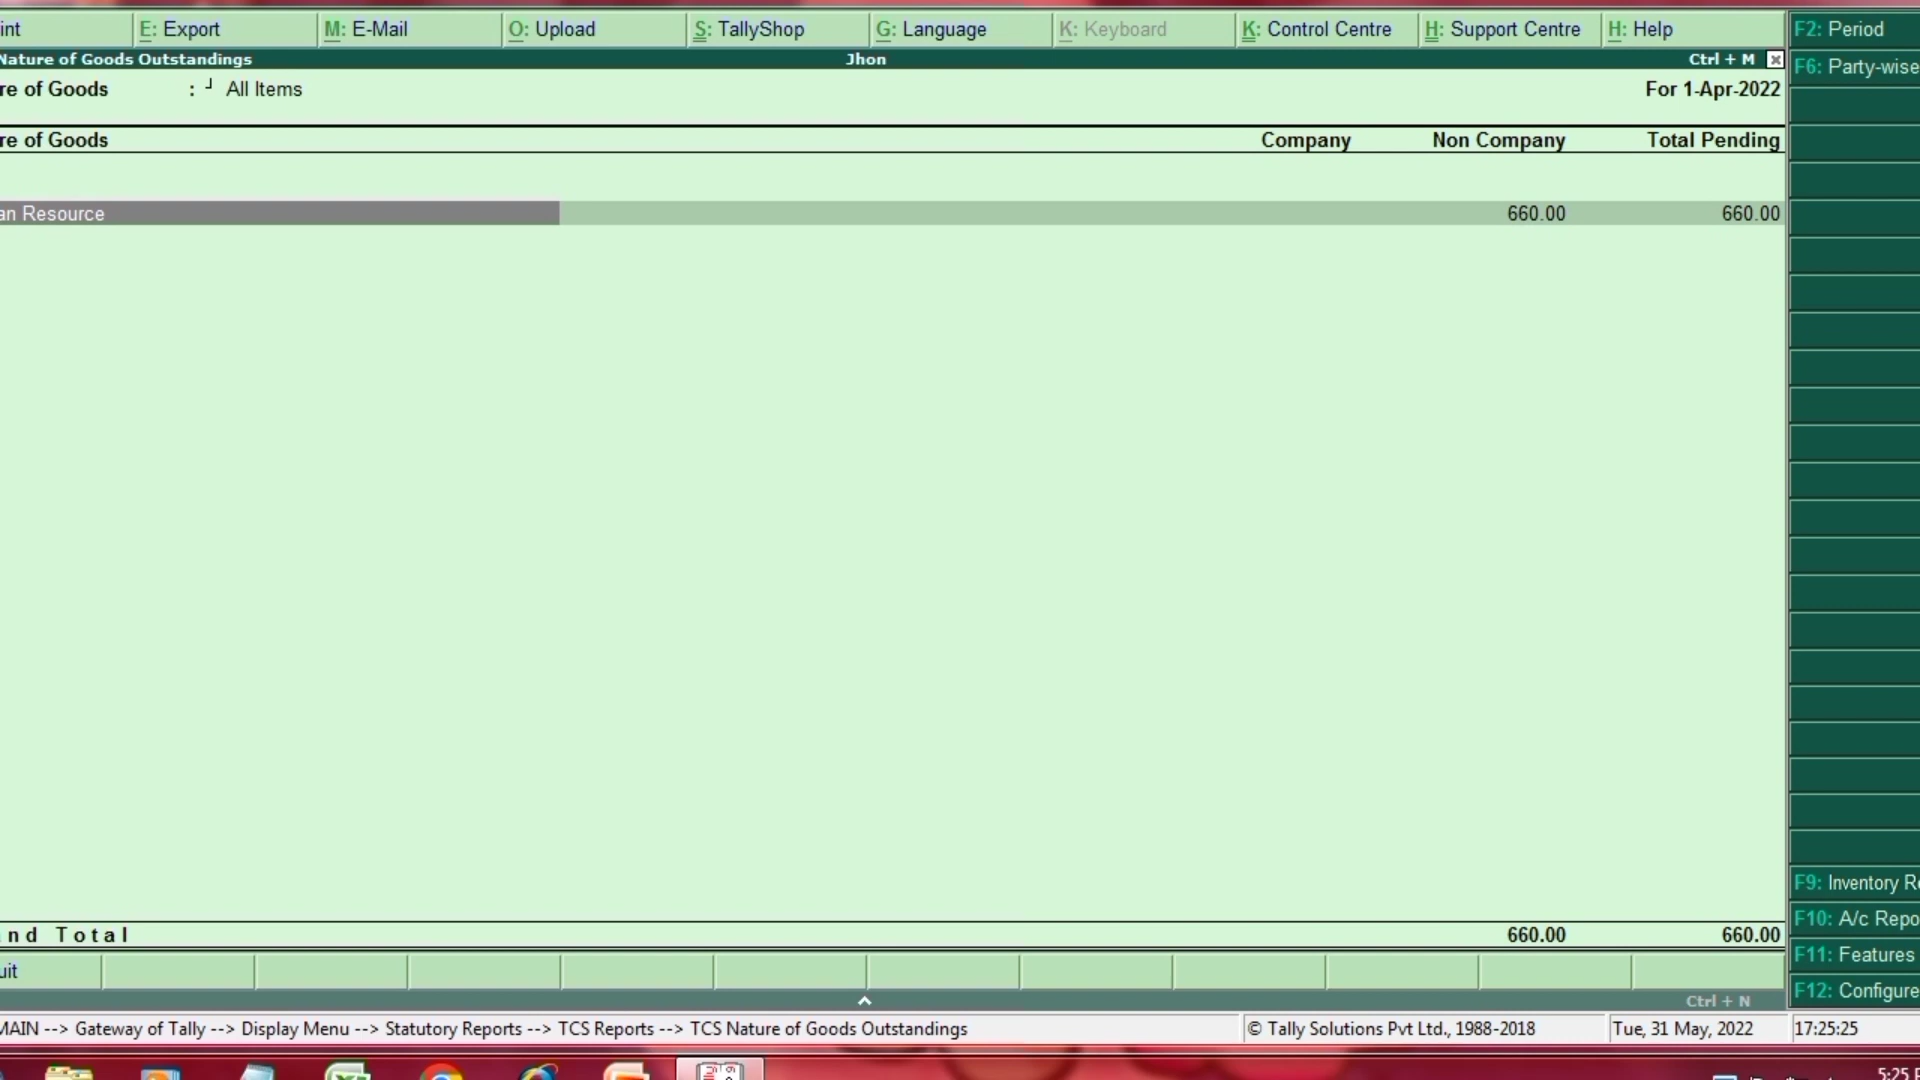 int E: Export M: E-Mail O: Upload S: TallyShop G: Language K: Keyboard K: Control Centre H: Support Centre H: Help F2: Period
Nature of Goods Outstandings Jhon Ctrl + M F6: Party-wise
re of Goods : ┘ All Items For 1-Apr-2022
re of Goods Company Non Company Total Pending
an Resource 660.00 660.00
F9: Inventory Re
F10: A/c Repo
nd Total 660.00 660.00
F11: Features
uit
F12: Configure
Ctrl + N
MAIN --> Gateway of Tally --> Display Menu --> Statutory Reports --> TCS Reports --> TCS Nature of Goods Outstandings © Tally Solutions Pvt Ltd., 1988-2018 Tue, 31 May, 2022 17:25:25
5:25 P